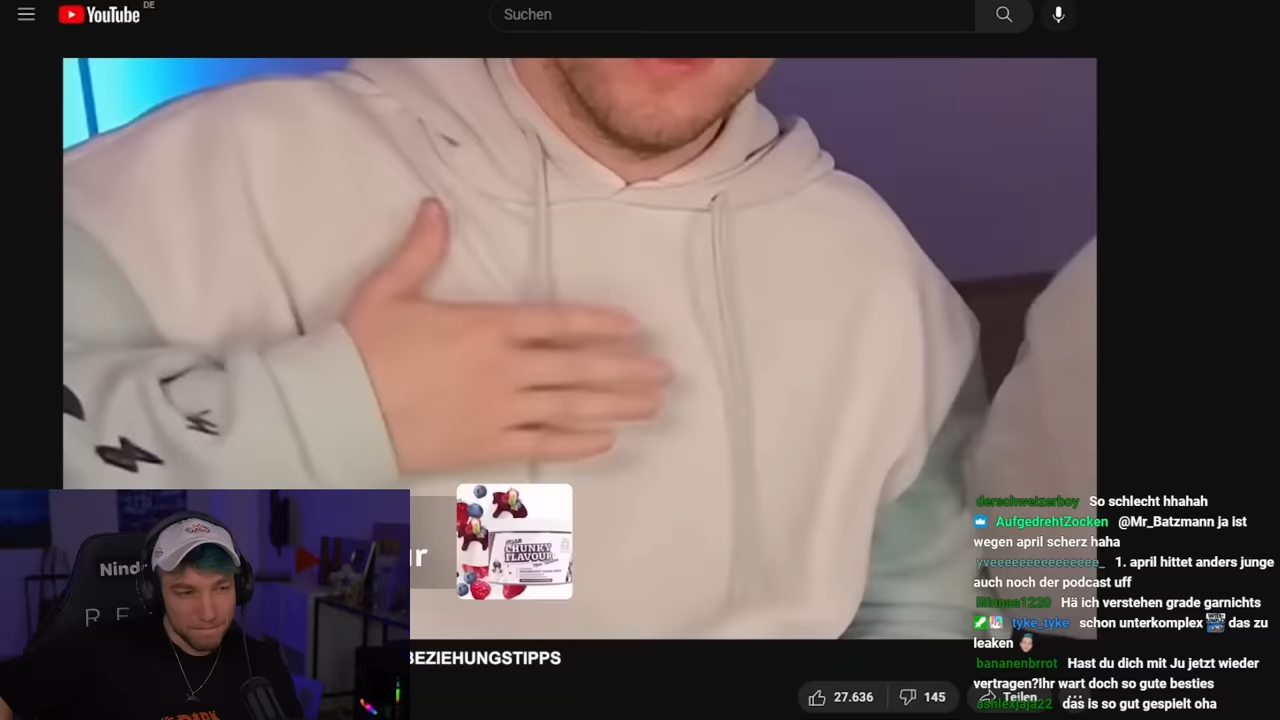 YouTube DE
Suchen
ur
CHUNKY
FLAVOUR
BEZIEHUNGSTIPPS
27.636
145
Teilen
derschweizerboy So schlecht hhahah
AufgedrehtZocken @Mr_Batzmann ja ist
wegen april scherz haha
1. april hittet anders junge
auch noch der podcast uff
Hä ich verstehen grade garnichts
tyke_tyke schon unterkomplex das zu
leaken
bananenbrrot Hast du dich mit Ju jetzt wieder
vertragen?Ihr wart doch so gute besties
ashlexjaja22 das is so gut gespielt oha